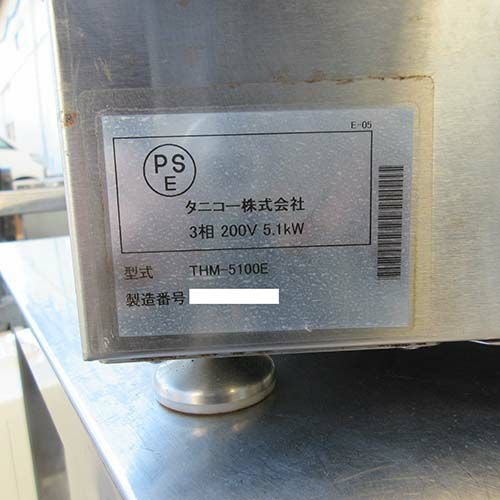 E-05
PS
E
タニコー株式会社
3相 200V 5.1kW
型式 THM-5100E
製造番号